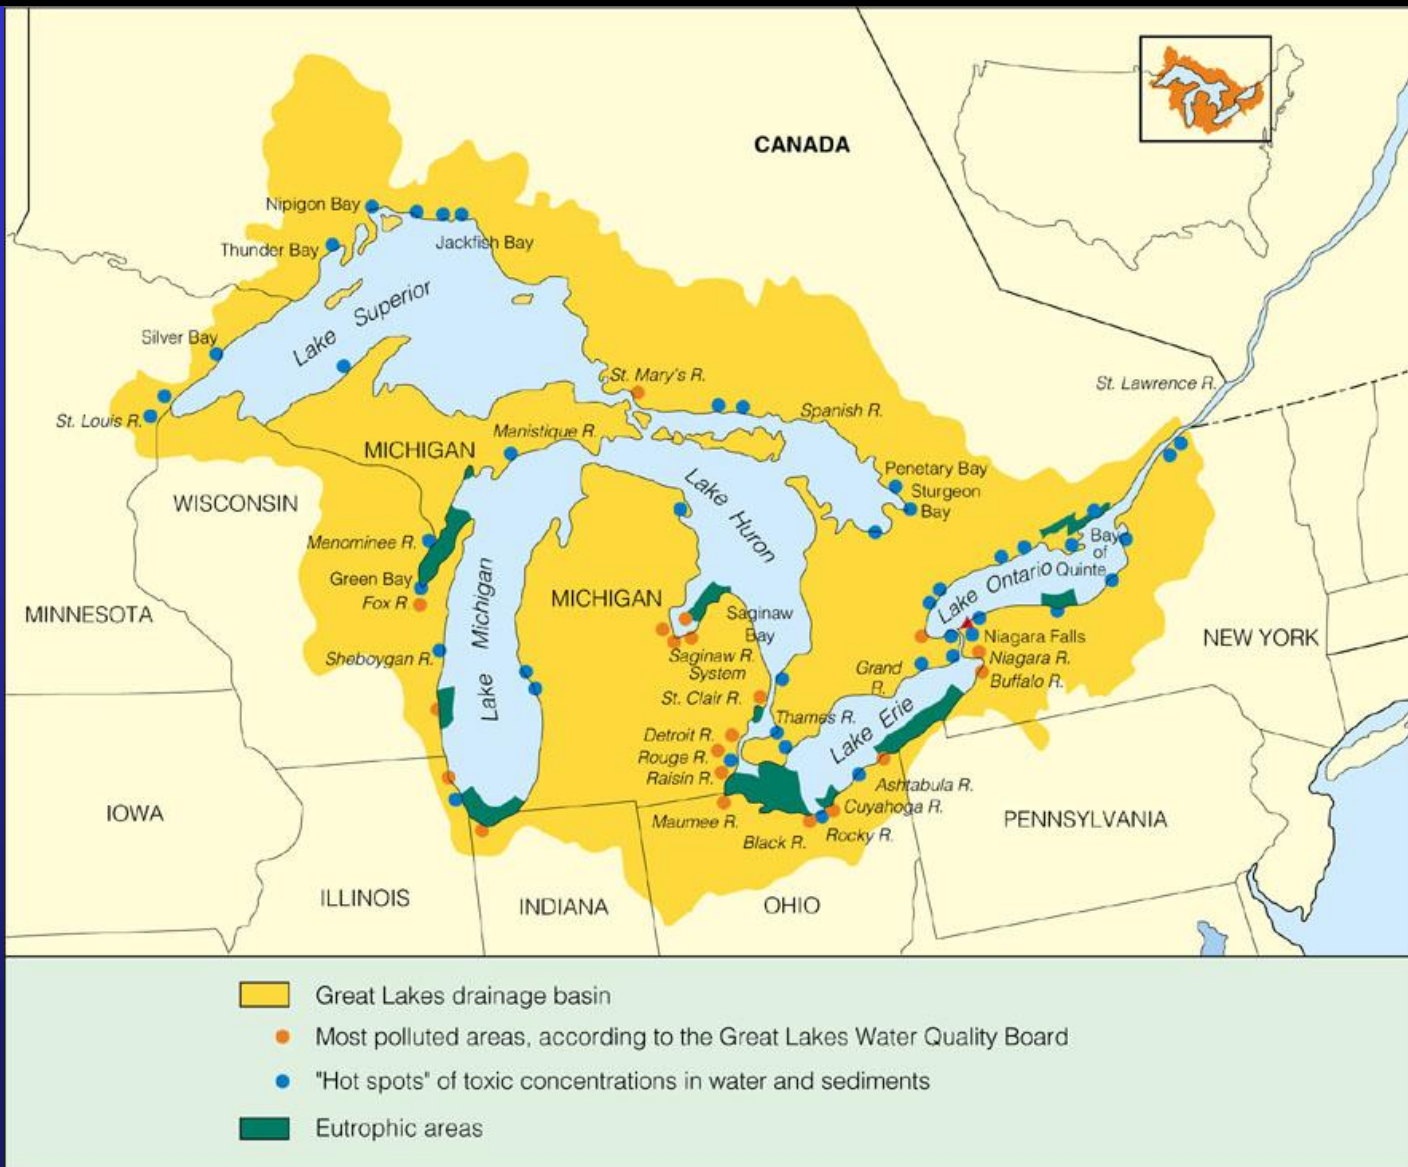 CANADA
Nipigon Bay
Jackfish Bay
Thunder Bay
Lake Superior
Silver Bay
St. Louis R.
St. Mary's R.
St. Lawrence R.
Spanish R.
Manistique R.
MICHIGAN
Penetary Bay
Sturgeon
Bay
WISCONSIN
Lake Huron
Menominee R.
Bay
of
Quinte
Lake Ontario
Green Bay
Fox R.
MICHIGAN
Lake Michigan
MINNESOTA
Saginaw
Bay
Niagara Falls
NEW YORK
Sheboygan R.
Saginaw R.
System
Grand
R.
Niagara R.
Buffalo R.
St. Clair R.
Thames R.
Lake Erie
Detroit R.
Rouge R.
Raisin R.
Ashtabula R.
Cuyahoga R.
IOWA
Maumee R.
Black R.
Rocky R.
PENNSYLVANIA
ILLINOIS
INDIANA
OHIO
Great Lakes drainage basin
Most polluted areas, according to the Great Lakes Water Quality Board
"Hot spots" of toxic concentrations in water and sediments
Eutrophic areas